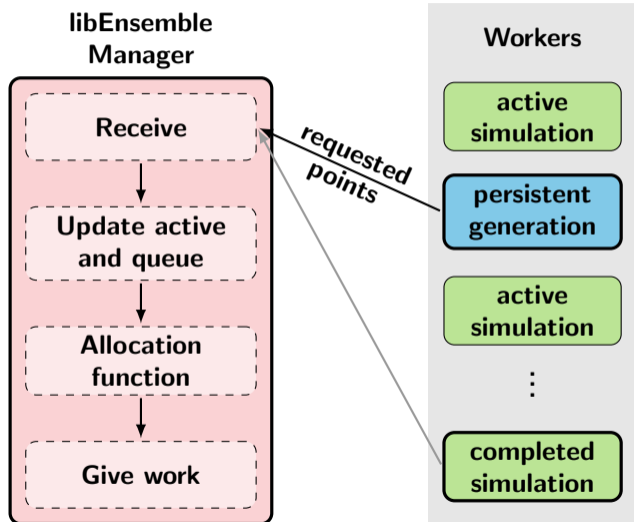 libEnsemble
Manager
Receive
Update active
and queue
Allocation
function
Give work
requested
points
Workers
active
simulation
persistent
generation
active
simulation
⋮
completed
simulation